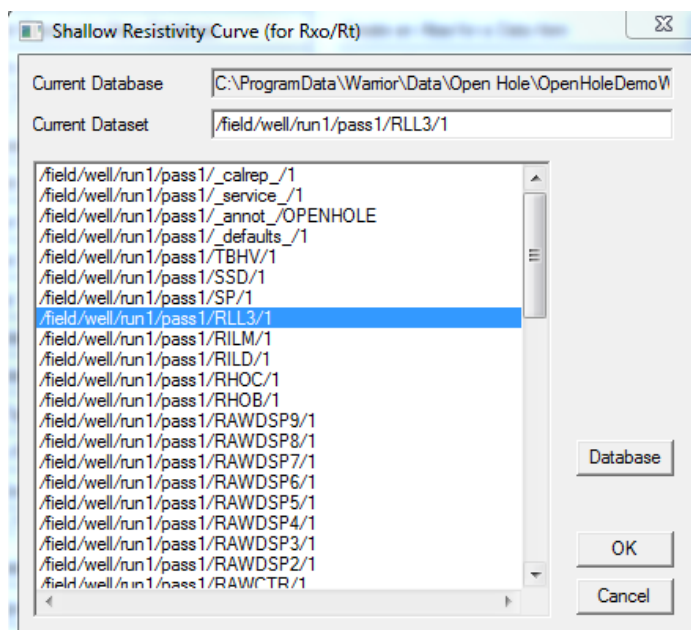 Shallow Resistivity Curve (for Rxo/Rt)
Current Database C:\ProgramData\Warrior\Data\Open Hole\OpenHoleDemoW
Current Dataset /field/well/run1/pass1/RLL3/1
/field/well/run1/pass1/_calrep_/1
/field/well/run1/pass1/_service_/1
/field/well/run1/pass1/_annot_/OPENHOLE
/field/well/run1/pass1/_defaults_/1
/field/well/run1/pass1/TBHV/1
/field/well/run1/pass1/SSD/1
/field/well/run1/pass1/SP/1
/field/well/run1/pass1/RLL3/1
/field/well/run1/pass1/RILM/1
/field/well/run1/pass1/RILD/1
/field/well/run1/pass1/RHOC/1
/field/well/run1/pass1/RHOB/1
/field/well/run1/pass1/RAWDSP9/1
/field/well/run1/pass1/RAWDSP8/1
/field/well/run1/pass1/RAWDSP7/1
/field/well/run1/pass1/RAWDSP6/1
/field/well/run1/pass1/RAWDSP5/1
/field/well/run1/pass1/RAWDSP4/1
/field/well/run1/pass1/RAWDSP3/1
/field/well/run1/pass1/RAWDSP2/1
/field/well/run1/pass1/RAWCTR/1
Database
OK
Cancel